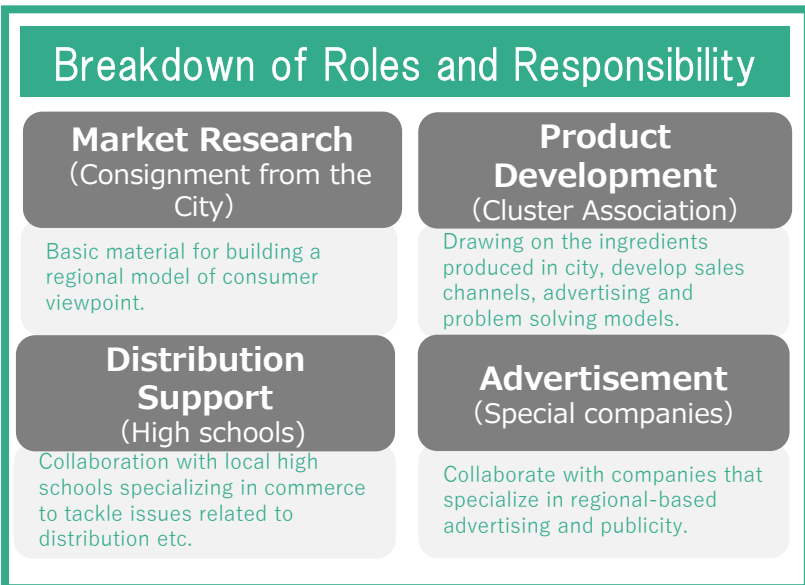 Breakdown of Roles and Responsibility
Market Research
（Consignment from the
City）
Basic material for building a
regional model of consumer
viewpoint.
Product
Development
（Cluster Association）
Drawing on the ingredients
produced in city, develop sales
channels, advertising and
problem solving models.
Distribution
Support
（High schools)
Collaboration with local high
schools specializing in commerce
to tackle issues related to
distribution etc.
Advertisement
（Special companies）
Collaborate with companies that
specialize in regional-based
advertising and publicity.